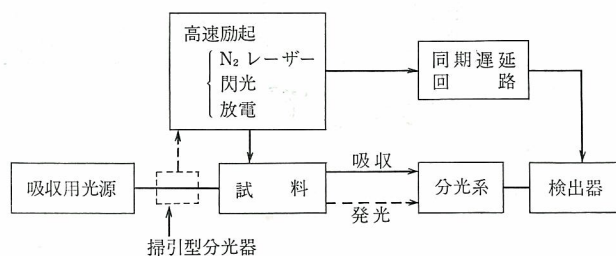 高速励起
N₂ レーザー
閃光
放電
同期遅延
回路
吸収用光源
試料
吸収
発光
分光系
検出器
掃引型分光器